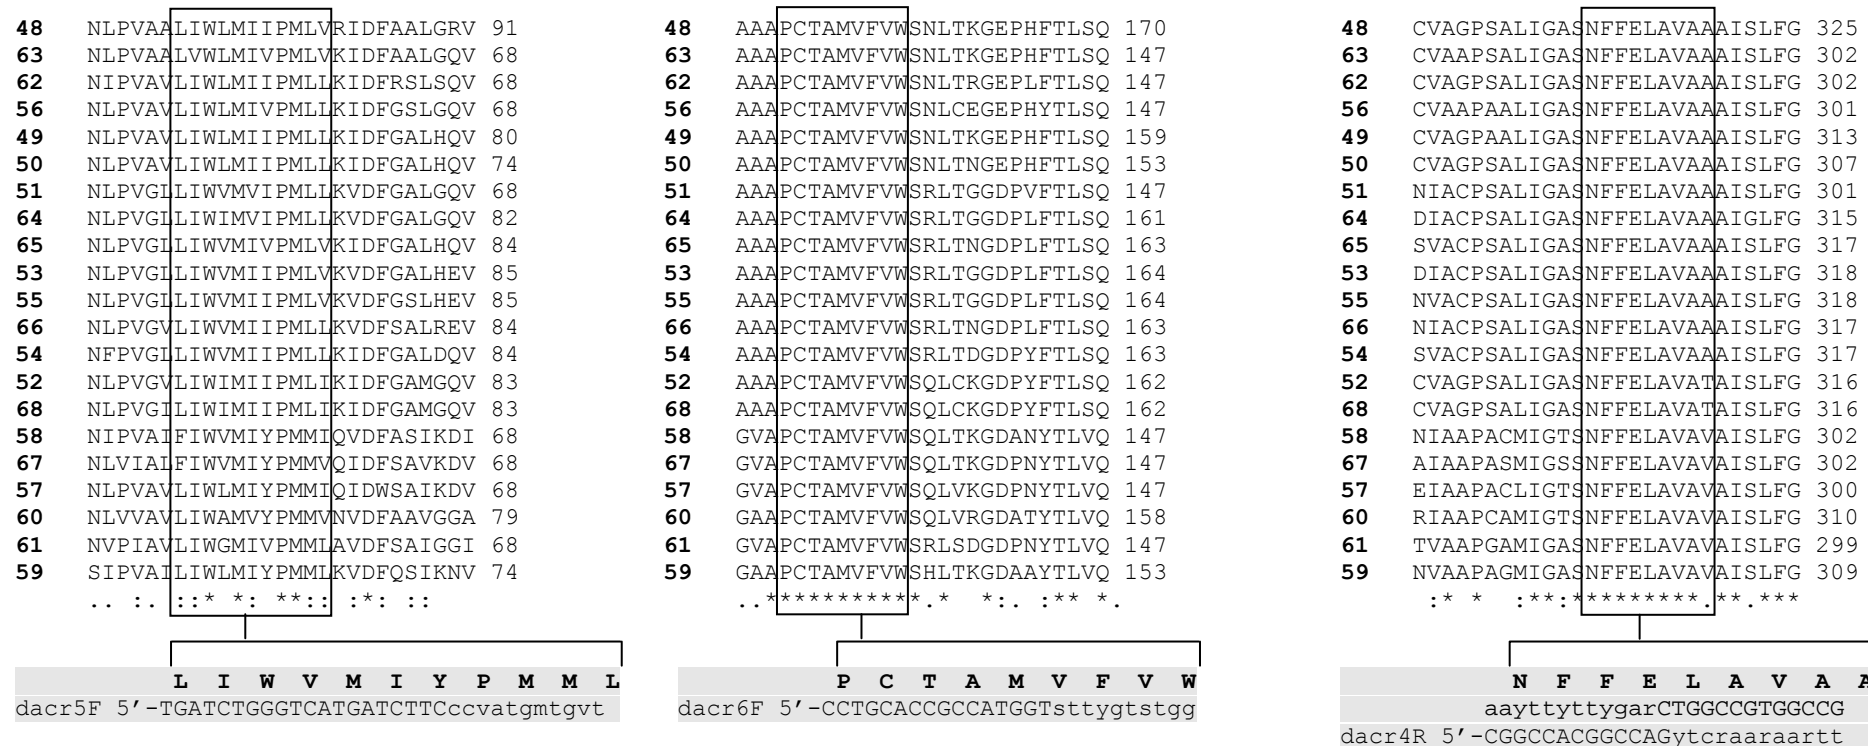 48 NLPVAALIWLMIIPMLVRIDFAALGRV 91
63 NLPVAALVWLMIVPMLVKIDFAALGQV 68
62 NIPVAVLIWLMIIPMLLKIDFRSLSQV 68
56 NLPVAVLIWLMIVPMLLKIDFGSLGQV 68
49 NLPVAVLIWLMIIPMLLKIDFGALHQV 80
50 NLPVAVLIWLMIIPMLLKIDFGALHQV 74
51 NLPVGLLIWVMVIPMLLKVDFGALGQV 68
64 NLPVGLLIWIMVIPMLLKVDFGALGQV 82
65 NLPVGLLIWVMIVPMLVKIDFGALHQV 84
53 NLPVGLLIWVMIIPMLVKVDFGALHEV 85
55 NLPVGLLIWVMIIPMLVKVDFGSLHEV 85
66 NLPVGVLIWVMIIPMLLKVDFSALREV 84
54 NFPVGLLIWVMIIPMLLKIDFGALDQV 84
52 NLPVGVLIWIMIIPMLIKIDFGAMGQV 83
68 NLPVGILIWIMIIPMLIKIDFGAMGQV 83
58 NIPVAIFIWVMIYPMMIQVDFASIKDI 68
67 NLVIALFIWVMIYPMMVQIDFSAVKDV 68
57 NLPVAVLIWLMIYPMMIQIDWSAIKDV 68
60 NLVVAVLIWAMVYPMMVNVDFAAVGGA 79
61 NVPIAVLIWGMIVPMMLAVDFSAIGGI 68
59 SIPVAILIWLMIYPMMLKVDFQSIKNV 74
.. :. ::* *: **:: :*: ::
L I W V M I Y P M M L
dacr5F 5’-TGATCTGGGTCATGATCTTCccvatgmtgvt
48 AAAPCTAMVFVWSNLTKGEPHFTLSQ 170
63 AAAPCTAMVFVWSNLTKGEPHFTLSQ 147
62 AAAPCTAMVFVWSNLTRGEPLFTLSQ 147
56 AAAPCTAMVFVWSNLCEGEPHYTLSQ 147
49 AAAPCTAMVFVWSNLTKGEPHFTLSQ 159
50 AAAPCTAMVFVWSNLTNGEPHFTLSQ 153
51 AAAPCTAMVFVWSRLTGGDPVFTLSQ 147
64 AAAPCTAMVFVWSRLTGGDPLFTLSQ 161
65 AAAPCTAMVFVWSRLTNGDPLFTLSQ 163
53 AAAPCTAMVFVWSRLTGGDPLFTLSQ 164
55 AAAPCTAMVFVWSRLTGGDPLFTLSQ 164
66 AAAPCTAMVFVWSRLTNGDPLFTLSQ 163
54 AAAPCTAMVFVWSRLTDGDPYFTLSQ 163
52 AAAPCTAMVFVWSQLCKGDPYFTLSQ 162
68 AAAPCTAMVFVWSQLCKGDPYFTLSQ 162
58 GVAPCTAMVFVWSQLTKGDANYTLVQ 147
67 GVAPCTAMVFVWSQLTKGDPNYTLVQ 147
57 GVAPCTAMVFVWSQLVKGDPNYTLVQ 147
60 GAAPCTAMVFVWSQLVRGDATYTLVQ 158
61 GVAPCTAMVFVWSRLSDGDPNYTLVQ 147
59 GAAPCTAMVFVWSHLTKGDAAYTLVQ 153
..***********.* *:. :** *.
P C T A M V F V W
dacr6F 5’-CCTGCACCGCCATGGTsttygtstgg
48 CVAGPSALIGASNFFELAVAAAISLFG 325
63 CVAAPSALIGASNFFELAVAAAISLFG 302
62 CVAGPSALIGASNFFELAVAAAISLFG 302
56 CVAAPAALIGASNFFELAVAAAISLFG 301
49 CVAGPAALIGASNFFELAVAAAISLFG 313
50 CVAGPSALIGASNFFELAVAAAISLFG 307
51 NIACPSALIGASNFFELAVAAAISLFG 301
64 DIACPSALIGASNFFELAVAAAIGLFG 315
65 SVACPSALIGASNFFELAVAAAISLFG 317
53 DIACPSALIGASNFFELAVAAAISLFG 318
55 NVACPSALIGASNFFELAVAAAISLFG 318
66 NIACPSALIGASNFFELAVAAAISLFG 317
54 SVACPSALIGASNFFELAVAAAISLFG 317
52 CVAGPSALIGASNFFELAVATAISLFG 316
68 CVAGPSALIGASNFFELAVATAISLFG 316
58 NIAAPACMIGTSNFFELAVAVAISLFG 302
67 AIAAPASMIGSSNFFELAVAVAISLFG 302
57 EIAAPACLIGTSNFFELAVAVAISLFG 300
60 RIAAPCAMIGTSNFFELAVAVAISLFG 310
61 TVAAPGAMIGASNFFELAVAVAISLFG 299
59 NVAAPAGMIGASNFFELAVAVAISLFG 309
:* * :**:*********.**.***
N F F E L A V A A A
aayttyttygarCTGGCCGTGGCCG
dacr4R 5’-CGGCCACGGCCAGytcraaraartt